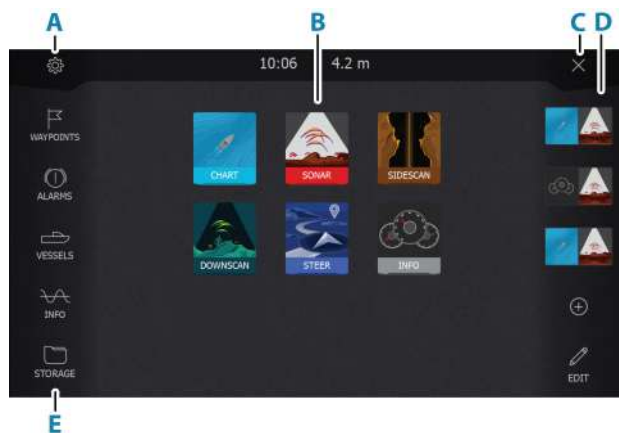 A B C D
10:06 4.2 m
WAYPOINTS
ALARMS
VESSELS
INFO
STORAGE
CHART SONAR SIDESCAN
DOWNSCAN STEER INFO
EDIT
E